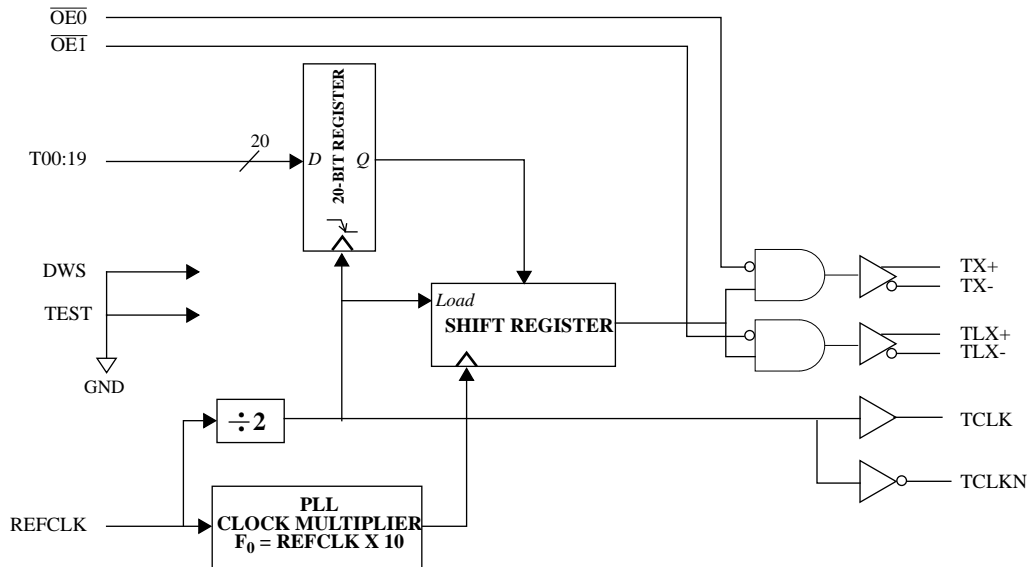 OE0
OE1
T00:19
20
D
Q
20-BIT REGISTER
DWS
TEST
GND
Load
SHIFT REGISTER
TX+
TX-
TLX+
TLX-
÷2
TCLK
TCLKN
REFCLK
PLL
CLOCK MULTIPLIER
F0 = REFCLK X 10